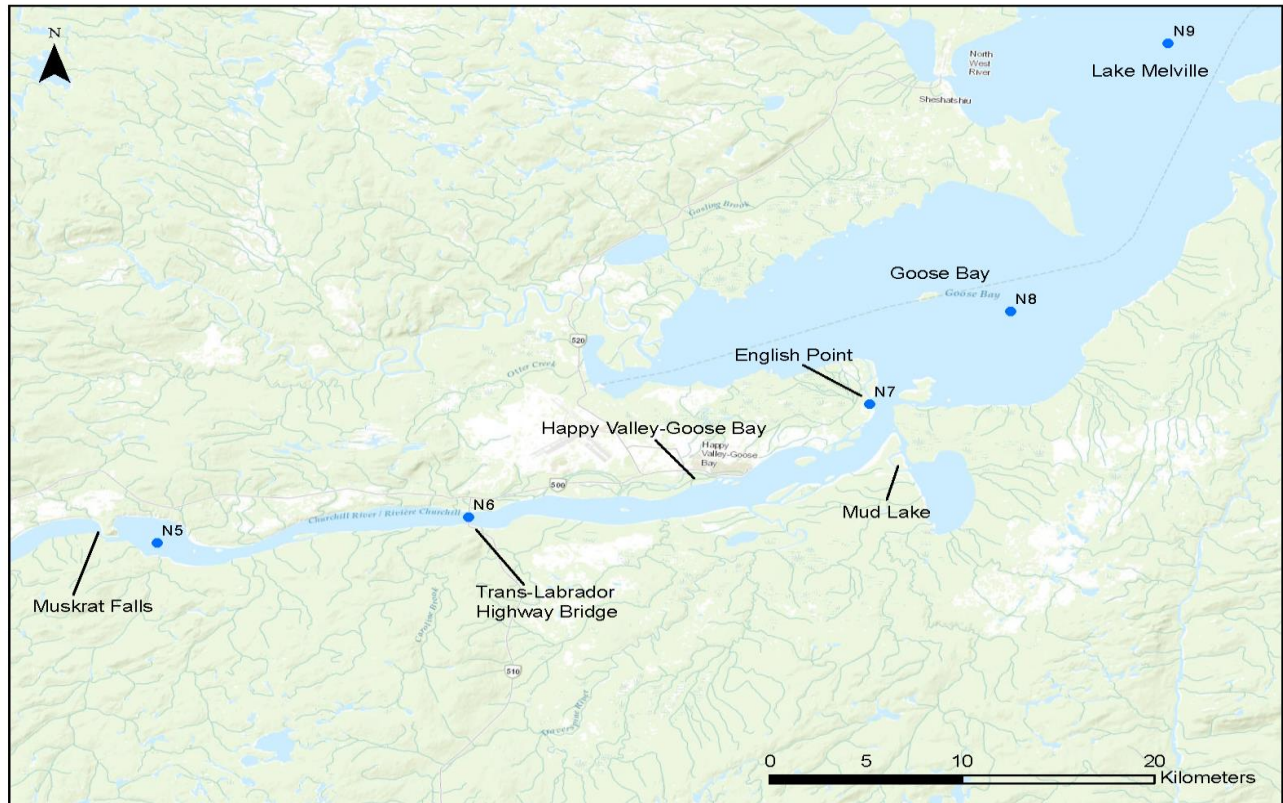 N
N9
Lake Melville
North
West
River
Sheshatshiu
Gosling Brook
Goose Bay
Goose Bay
N8
520
English Point
Otter Creek
N7
Happy Valley-Goose Bay
Happy
Valley-Goose
Bay
500
Mud Lake
Churchill River / Rivière Churchill
N6
N5
Muskrat Falls
Trans-Labrador
Highway Bridge
Caroline Brook
510
0 5 10 20
Kilometers